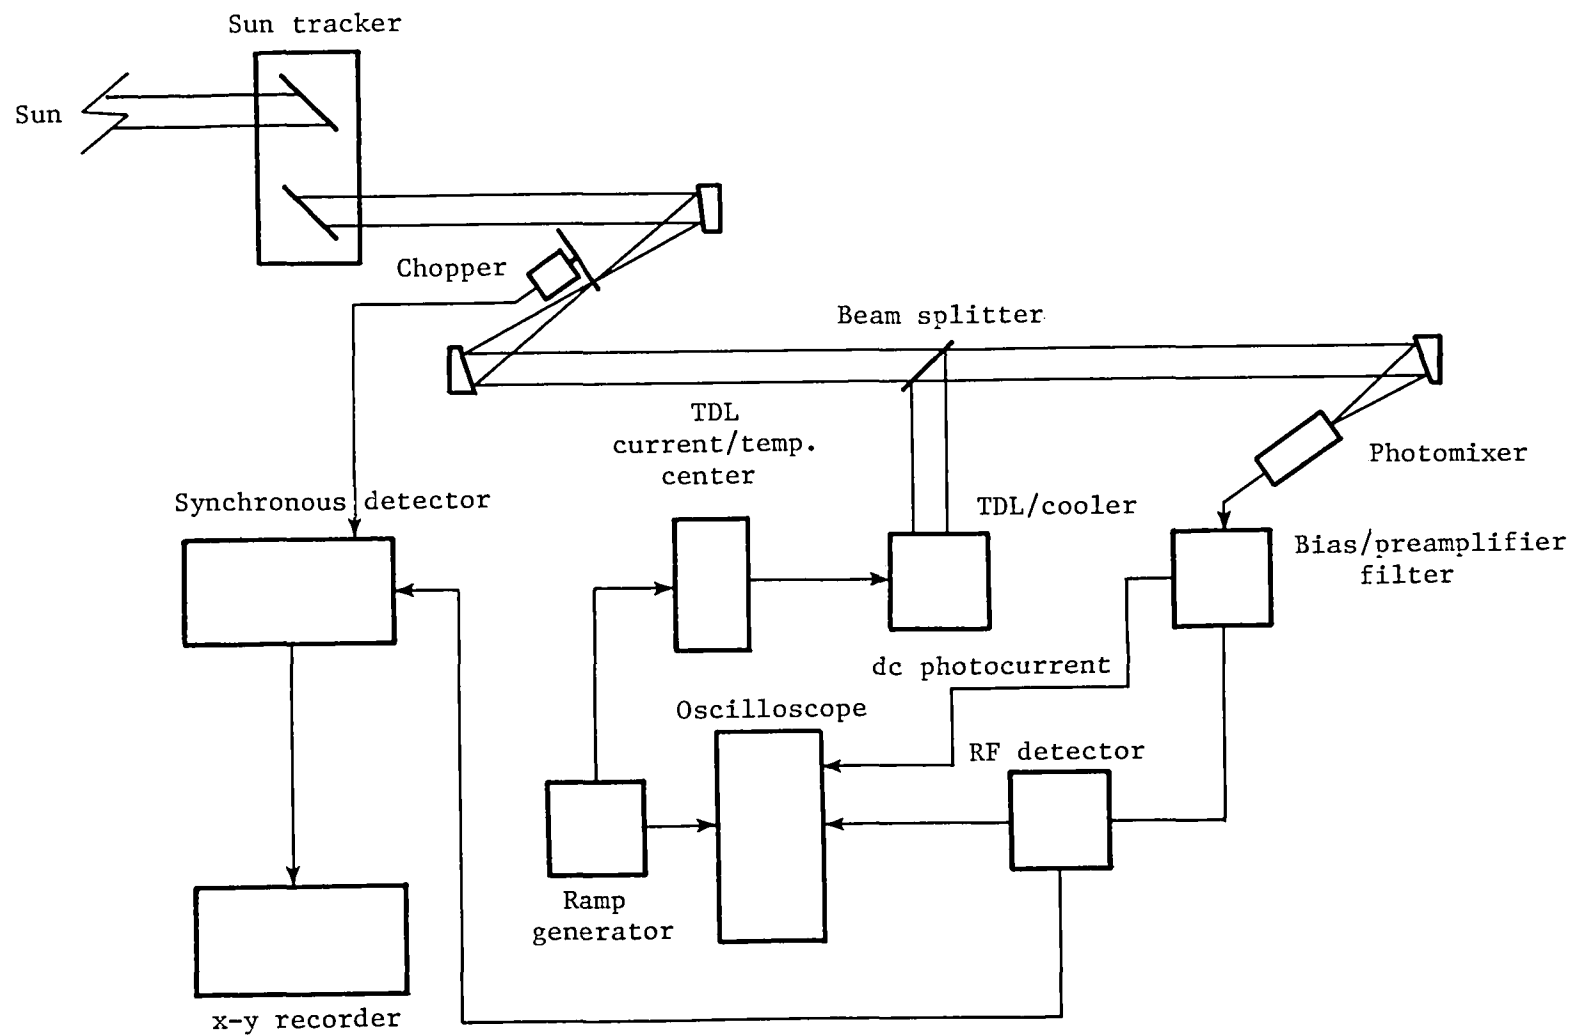 Sun tracker
Sun
Chopper
Beam splitter
TDL
current/temp.
center
Photomixer
Synchronous detector
TDL/cooler
Bias/preamplifier
filter
dc photocurrent
Oscilloscope
RF detector
Ramp
generator
x-y recorder